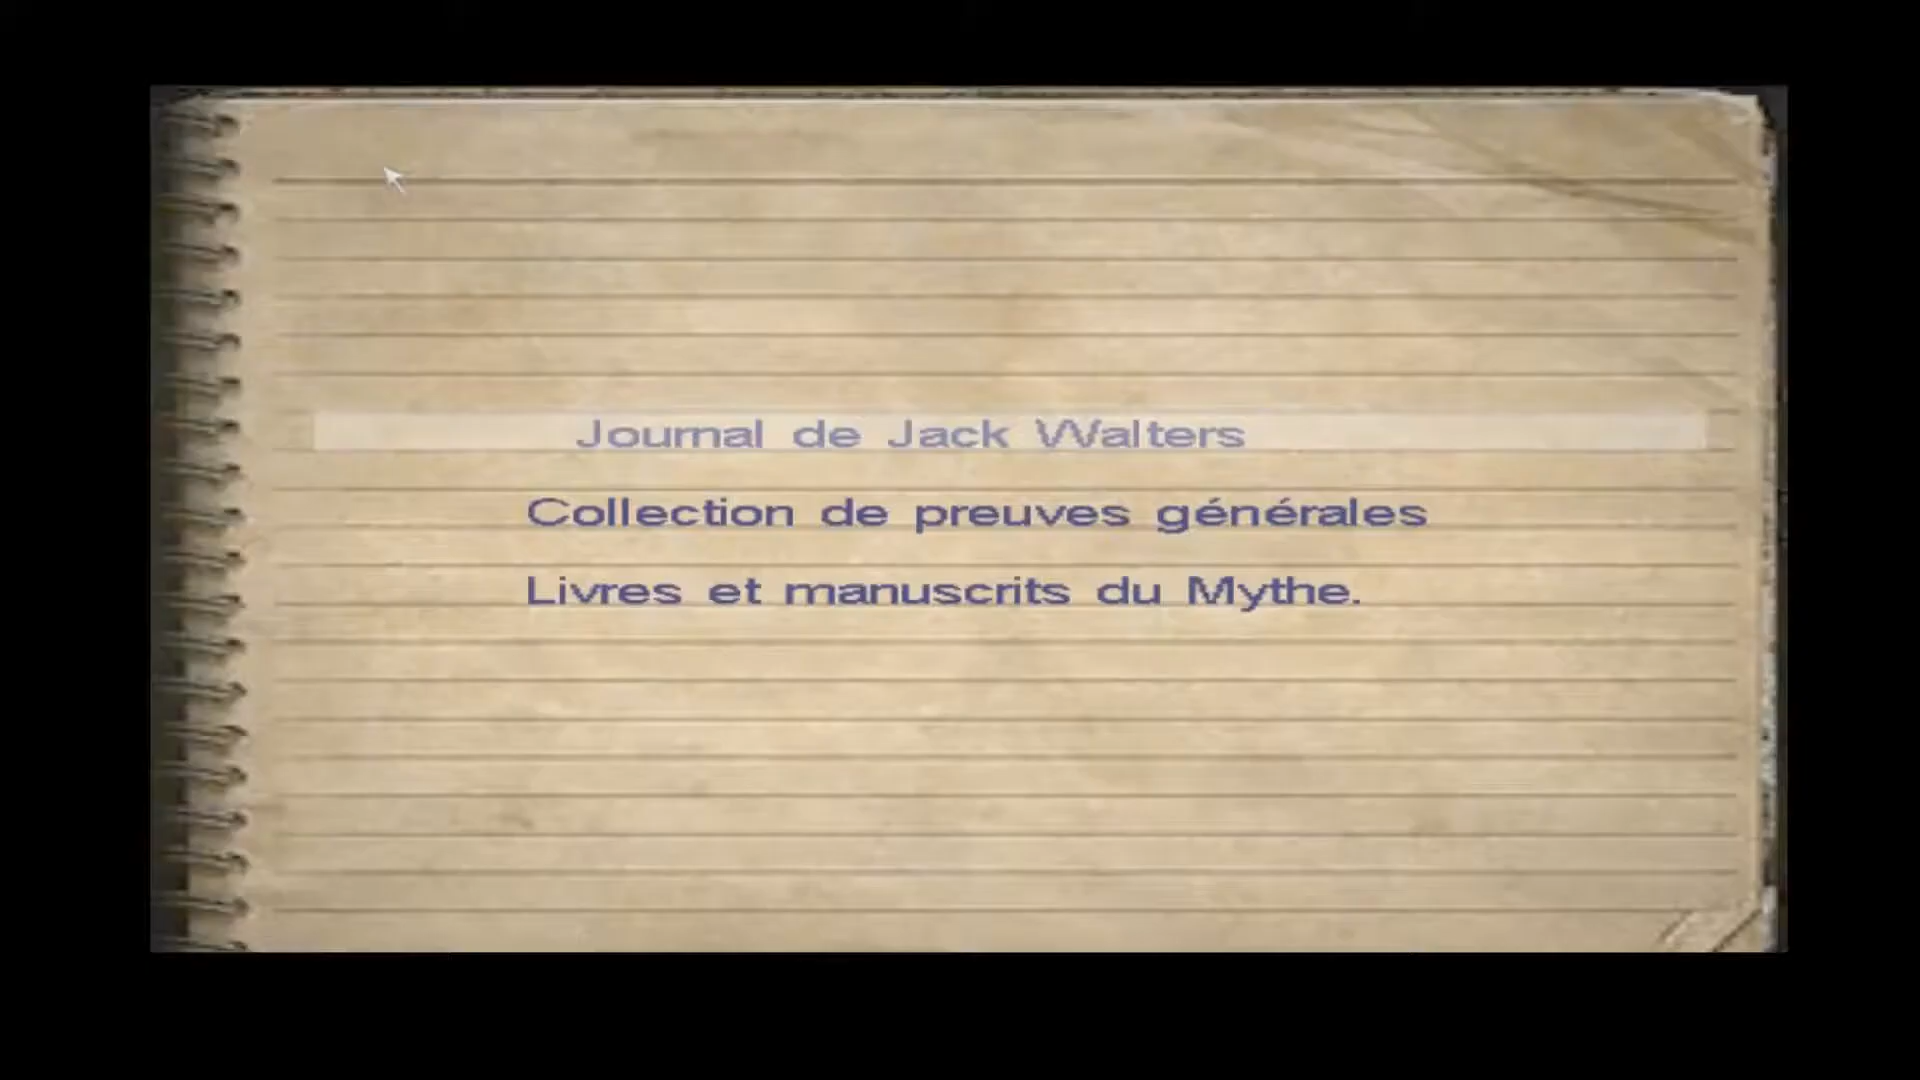 Journal de Jack Walters
Collection de preuves générales
Livres et manuscrits du Mythe.